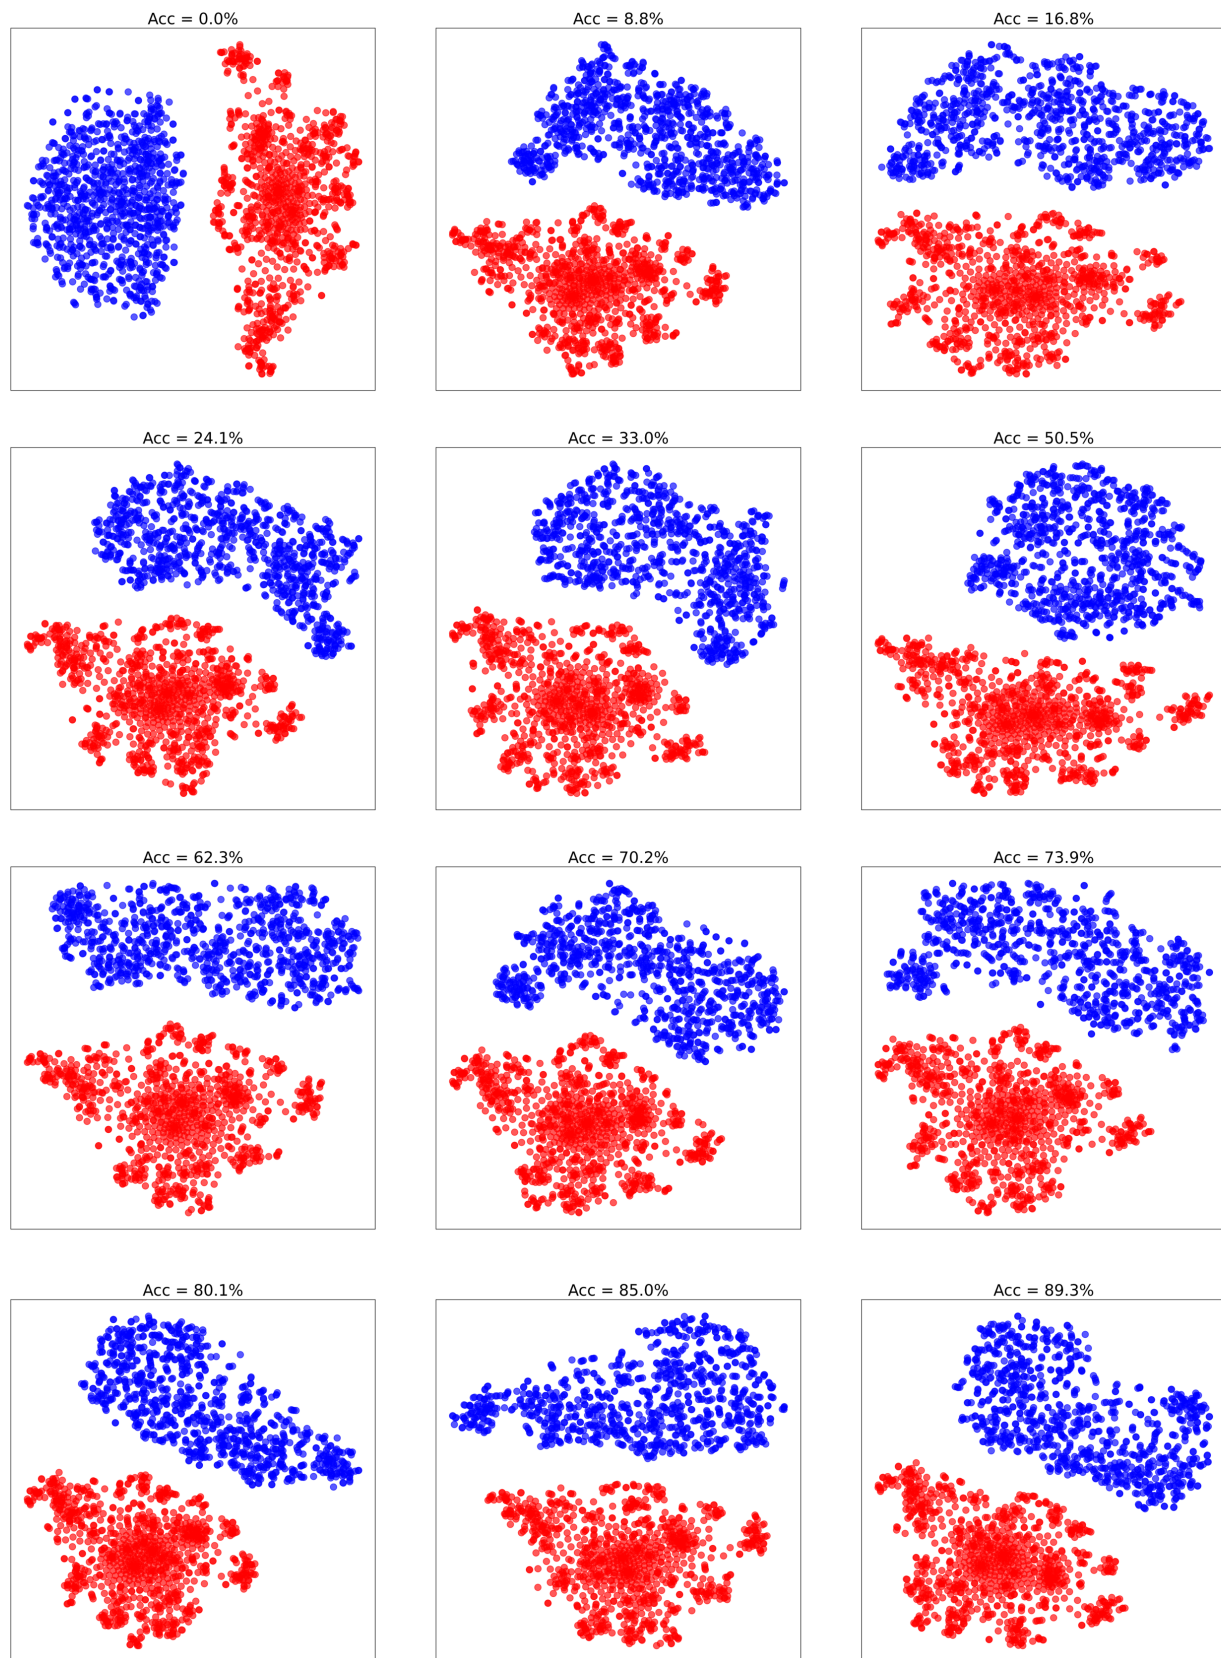 Acc = 0.0%
Acc = 8.8%
Acc = 16.8%
Acc = 24.1%
Acc = 33.0%
Acc = 50.5%
Acc = 62.3%
Acc = 70.2%
Acc = 73.9%
Acc = 80.1%
Acc = 85.0%
Acc = 89.3%